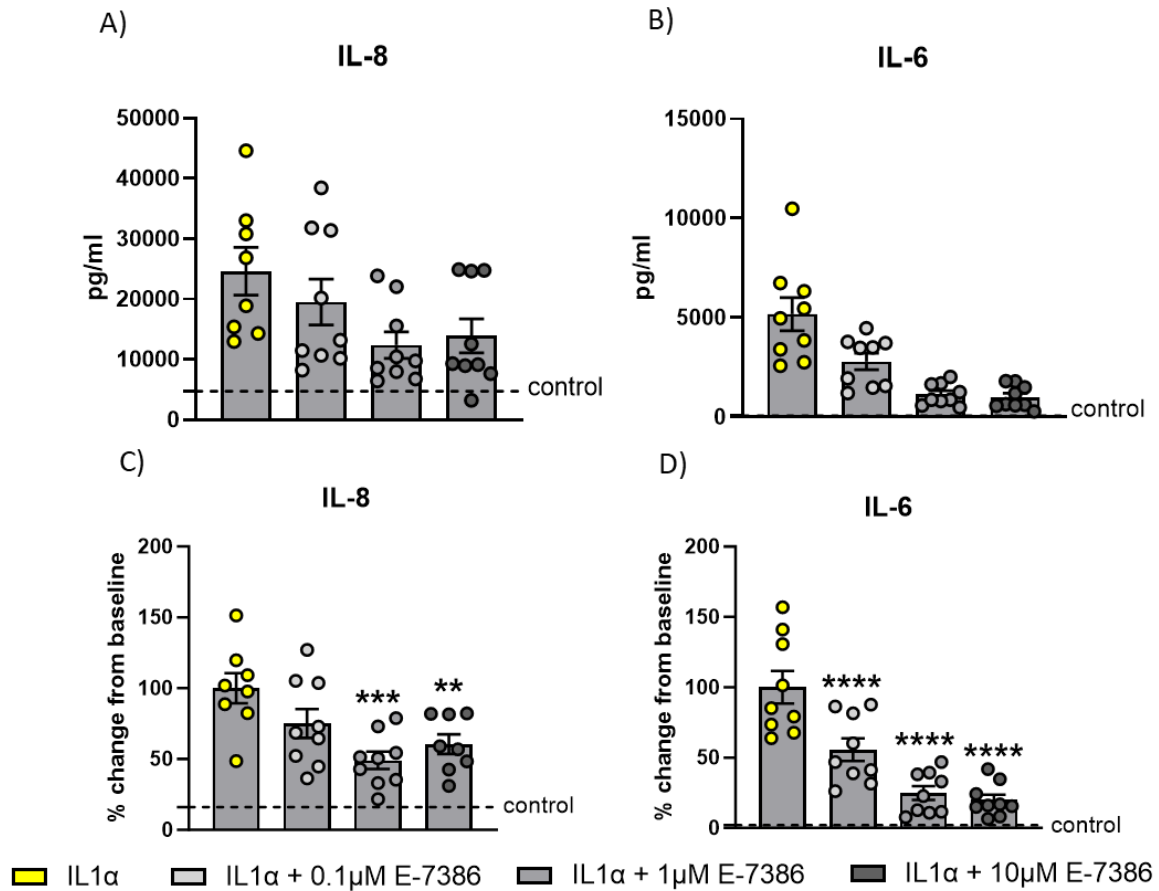 A)
IL-8
50000
40000
30000
20000
10000
0
pg/ml
control
B)
IL-6
15000
10000
5000
0
pg/ml
control
C)
IL-8
200
150
100
50
0
% change from baseline
***
**
control
D)
IL-6
200
150
100
50
0
% change from baseline
****
****
****
control
IL1α IL1α + 0.1µM E-7386 IL1α + 1µM E-7386 IL1α + 10µM E-7386